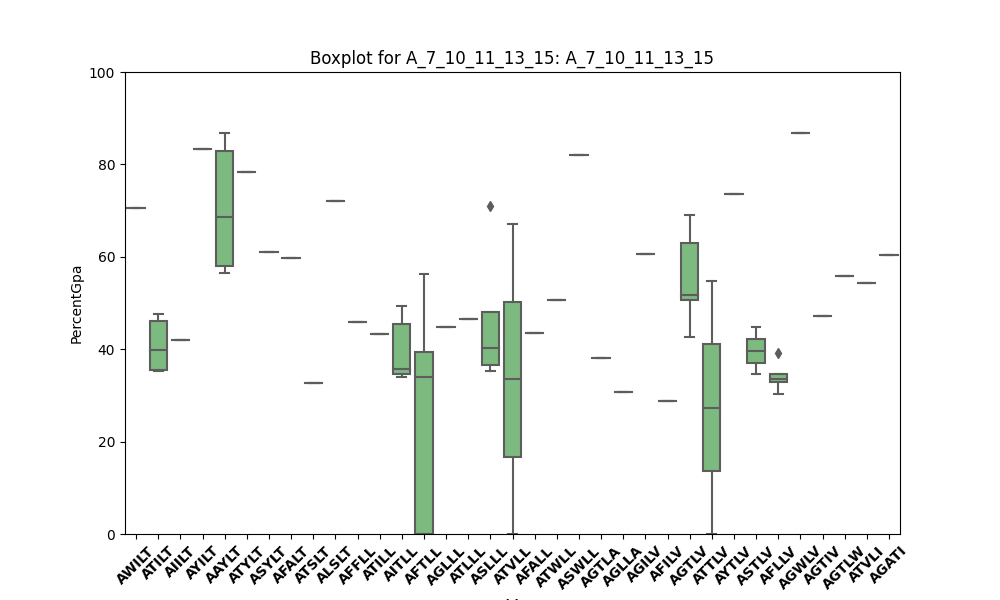 Boxplot for A_7_10_11_13_15: A_7_10_11_13_15
100
80
60
40
20
0
PercentGpa
AWILT
ATILT
AIILT
AYILT
AAYLT
ATYLT
ASYLT
AFALT
ATSLT
ALSLT
AFFLL
ATILL
AITLL
AFTLL
AGLLL
ATLLL
ASLLL
ATVLL
AFALL
ATWLL
ASWLL
AGTLA
AGLLA
AGILV
AFILV
AGTLV
ATTLV
AYTLV
ASTLV
AFLLV
AGWLV
AGTIV
AGTLW
ATVLI
AGATI